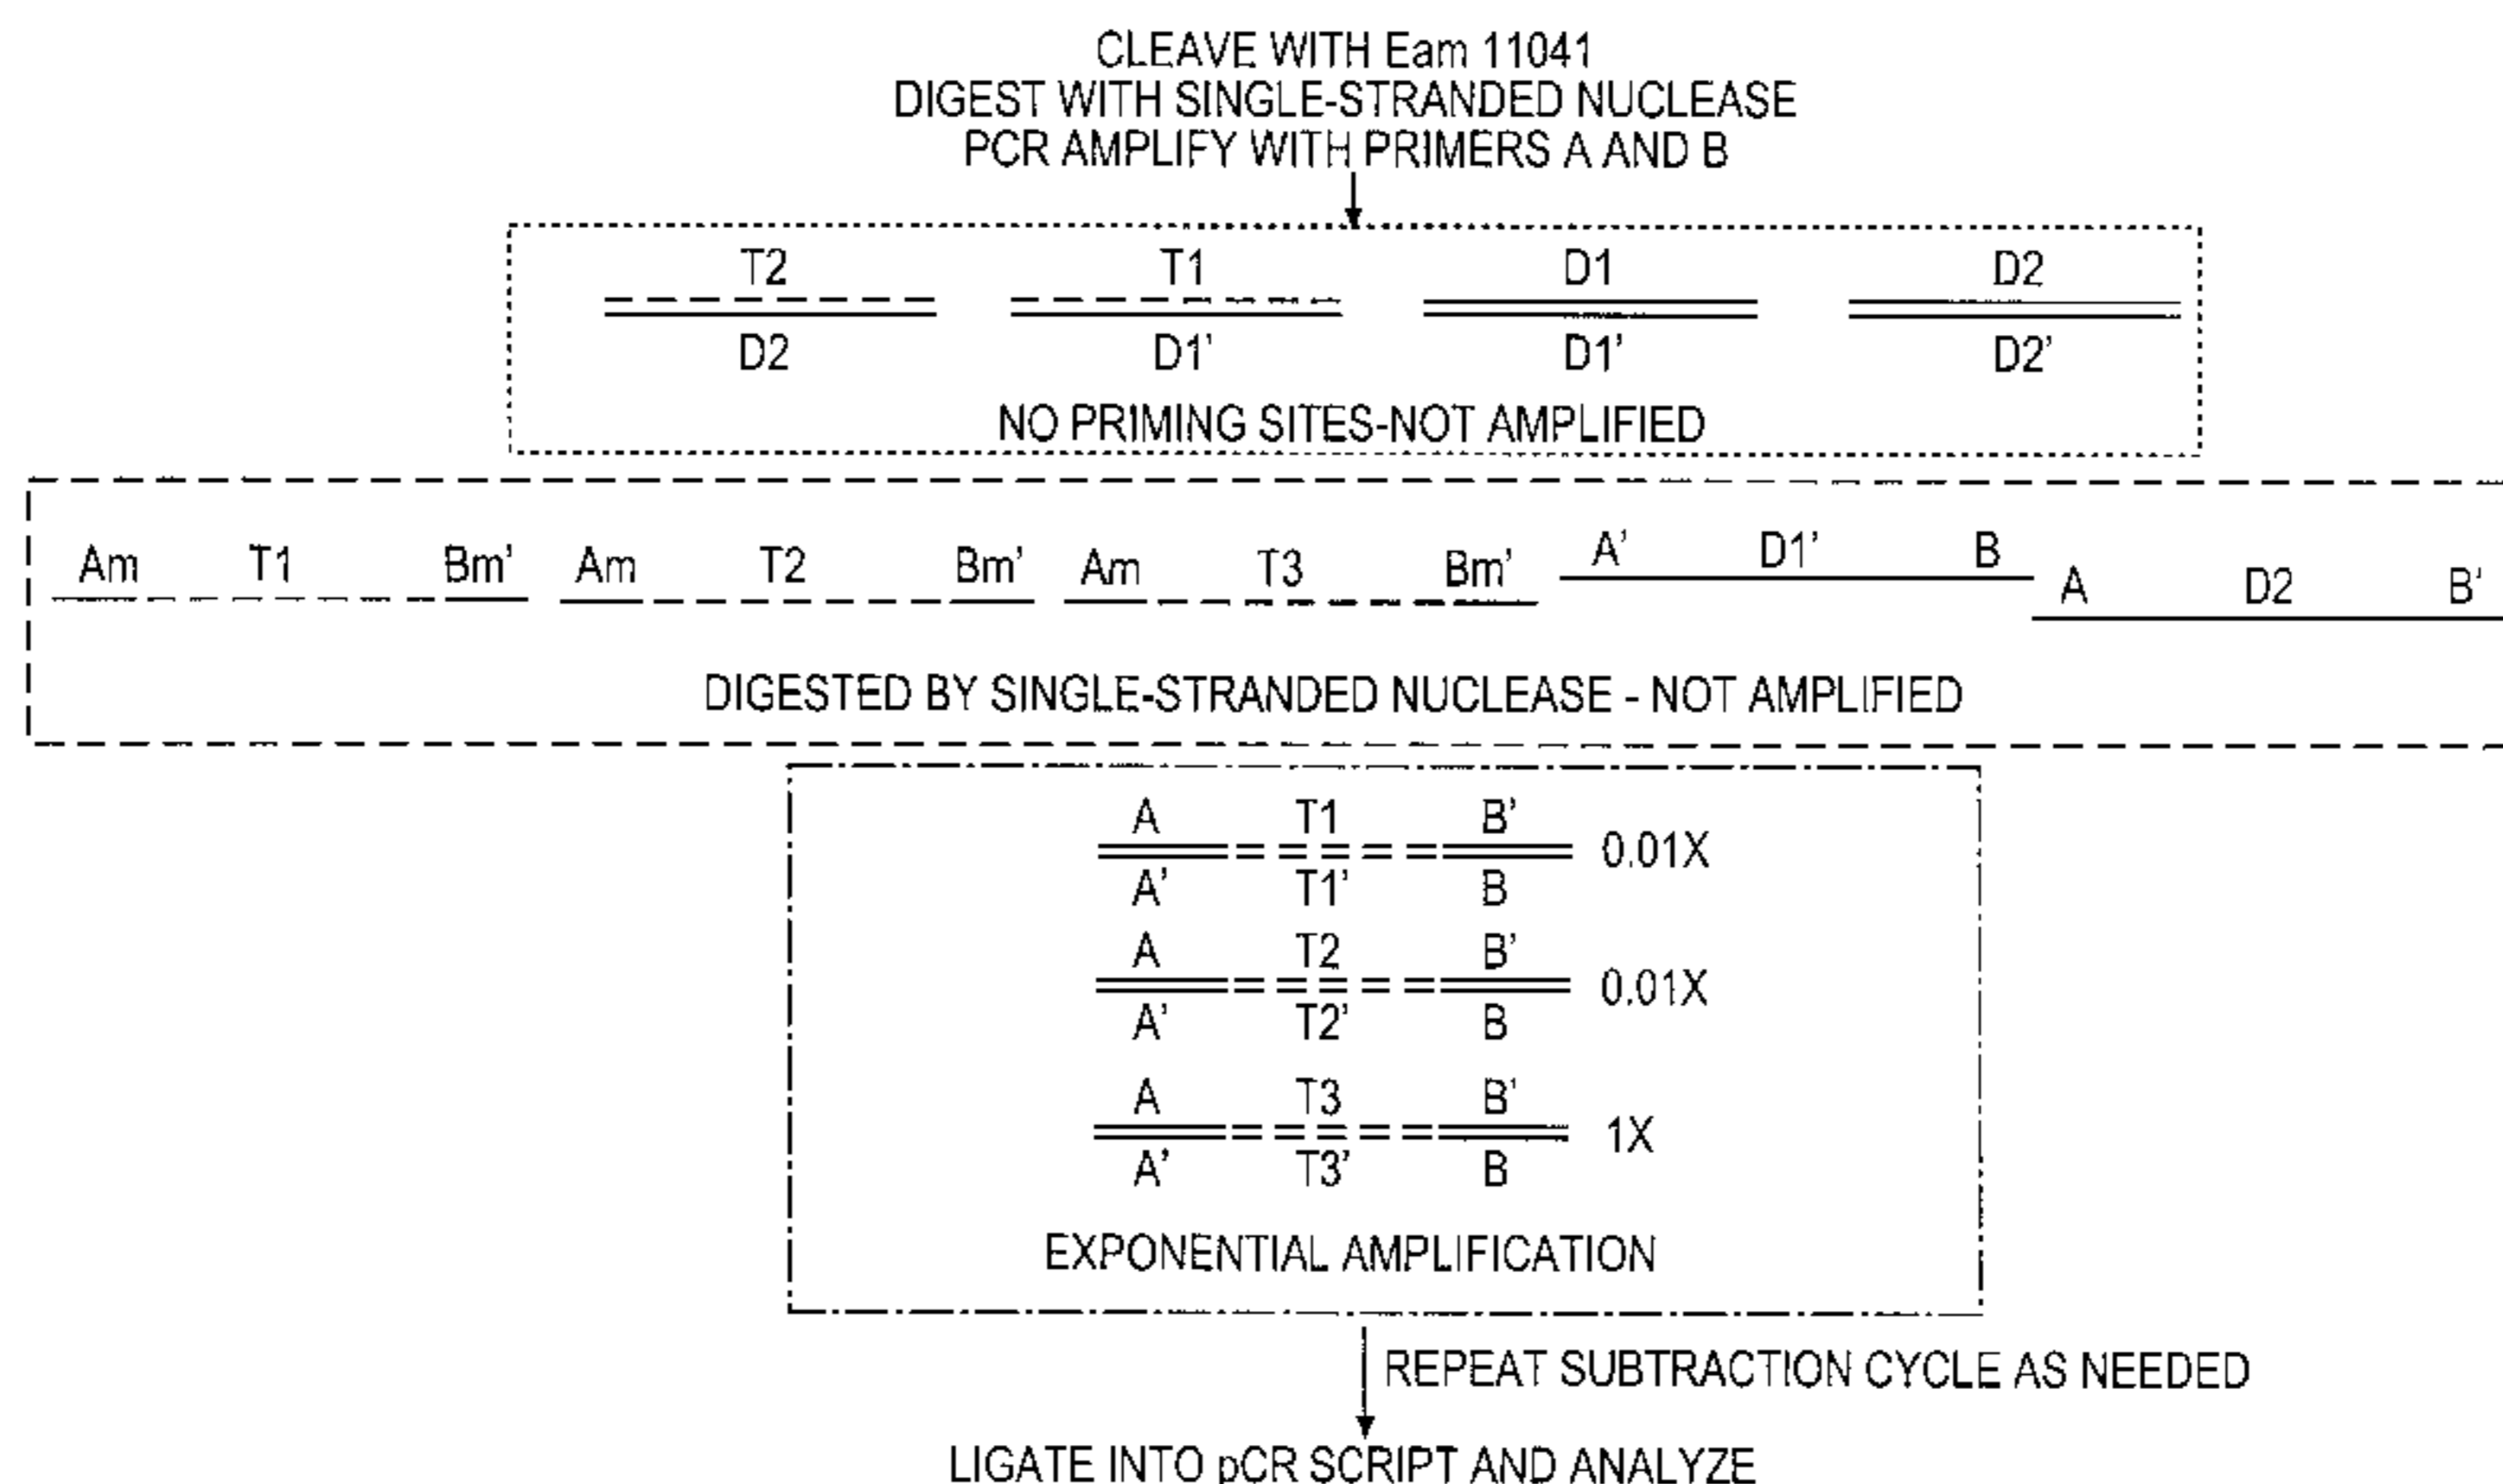 CLEAVE WITH Eam 11041
DIGEST WITH SINGLE-STRANDED NUCLEASE
PCR AMPLIFY WITH PRIMERS A AND B
T2 T1 D1 D2
D2 D1' D1' D2'
NO PRIMING SITES-NOT AMPLIFIED
Am T1 Bm' Am T2 Bm' Am T3 Bm' A' D1' B A D2 B'
DIGESTED BY SINGLE-STRANDED NUCLEASE - NOT AMPLIFIED
A T1 B'
0.01X
A' T1' B
A T2 B'
0.01X
A' T2' B
A T3 B'
1X
A' T3' B
EXPONENTIAL AMPLIFICATION
REPEAT SUBTRACTION CYCLE AS NEEDED
LIGATE INTO pCR SCRIPT AND ANALYZE